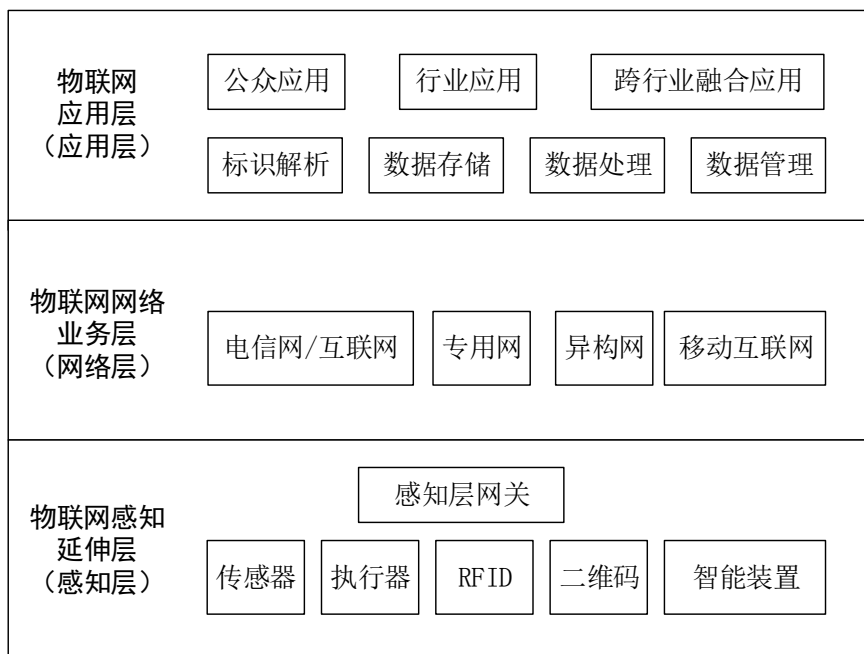 物联网
应用层
（应用层）
公众应用
行业应用
跨行业融合应用
标识解析
数据存储
数据处理
数据管理
物联网网络
业务层
（网络层）
电信网/互联网
专用网
异构网
移动互联网
物联网感知
延伸层
（感知层）
感知层网关
传感器
执行器
RFID
二维码
智能装置